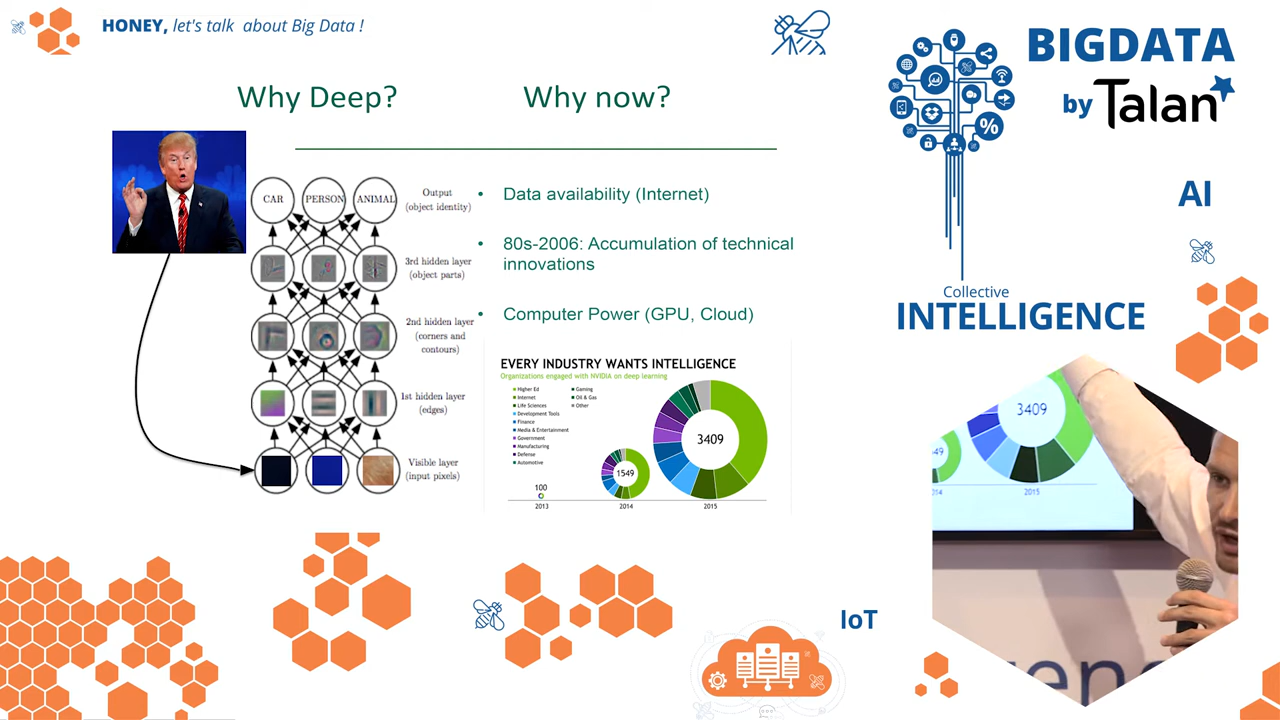 HONEY, let's talk about Big Data !
BIGDATA
by Talan
AI
Collective
INTELLIGENCE
IoT
Why Deep?
Why now?
CAR
PERSON
ANIMAL
Output
(object identity)
3rd hidden layer
(object parts)
2nd hidden layer
(corners and
contours)
1st hidden layer
(edges)
Visible layer
(input pixels)
• Data availability (Internet)
• 80s-2006: Accumulation of technical
innovations
• Computer Power (GPU, Cloud)
EVERY INDUSTRY WANTS INTELLIGENCE
Organizations engaged with NVIDIA on deep learning
Higher Ed
Internet
Life Sciences
Development Tools
Finance
Media & Entertainment
Government
Manufacturing
Defense
Automotive
Gaming
Oil & Gas
Other
100
1549
3409
2013
2014
2015
%
3409
2015